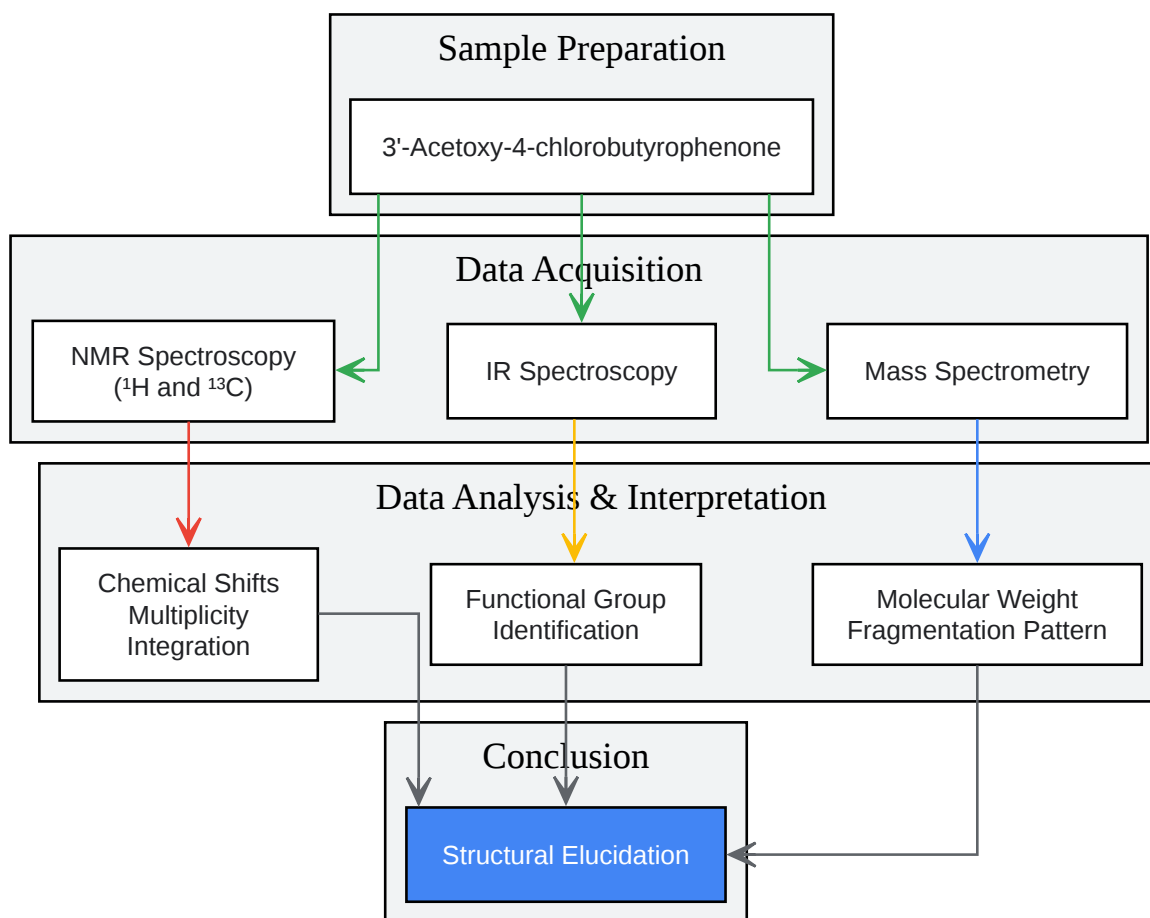 Sample Preparation
3'-Acetoxy-4-chlorobutyrophenone
Data Acquisition
NMR Spectroscopy
(¹H and ¹³C)
IR Spectroscopy
Mass Spectrometry
Data Analysis & Interpretation
Chemical Shifts
Multiplicity
Integration
Functional Group
Identification
Molecular Weight
Fragmentation Pattern
Conclusion
Structural Elucidation